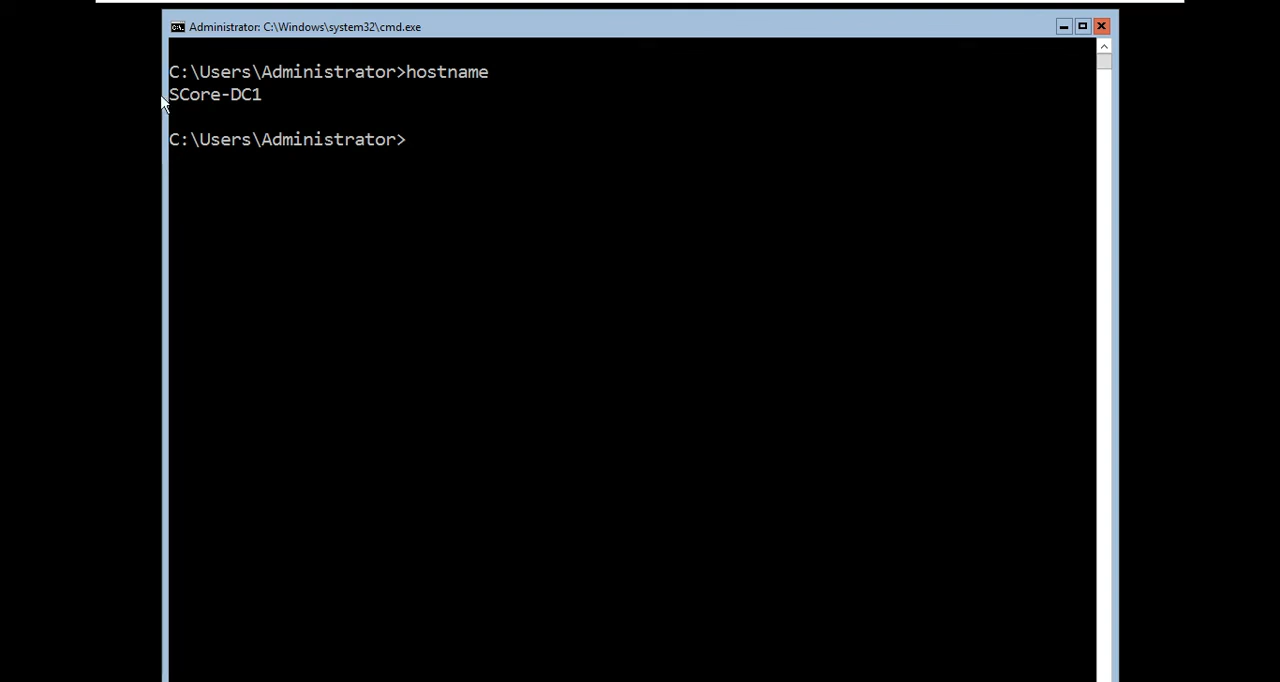 Administrator: C:\Windows\system32\cmd.exe
C:\Users\Administrator>hostname
SCore-DC1
C:\Users\Administrator>